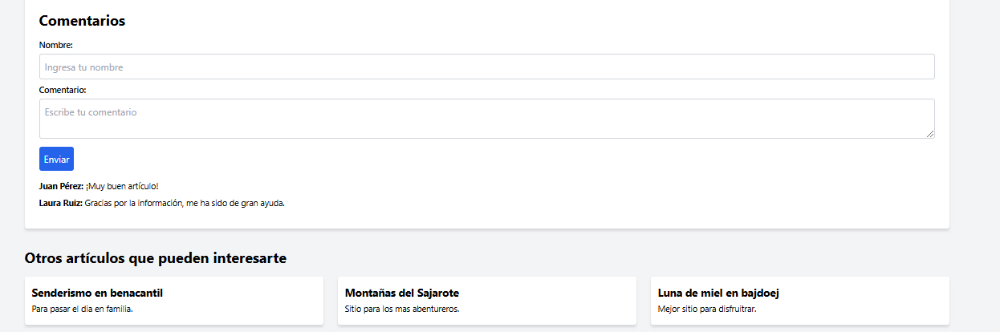 Comentarios
Nombre:
Ingresa tu nombre
Comentario:
Escribe tu comentario
Enviar
Juan Pérez: ¡Muy buen artículo!
Laura Ruiz: Gracias por la información, me ha sido de gran ayuda.
Otros artículos que pueden interesarte
Senderismo en benacantil
Para pasar el dia en familia.
Montañas del Sajarote
Sitio para los mas abentureros.
Luna de miel en bajdoej
Mejor sitio para disfruitrar.